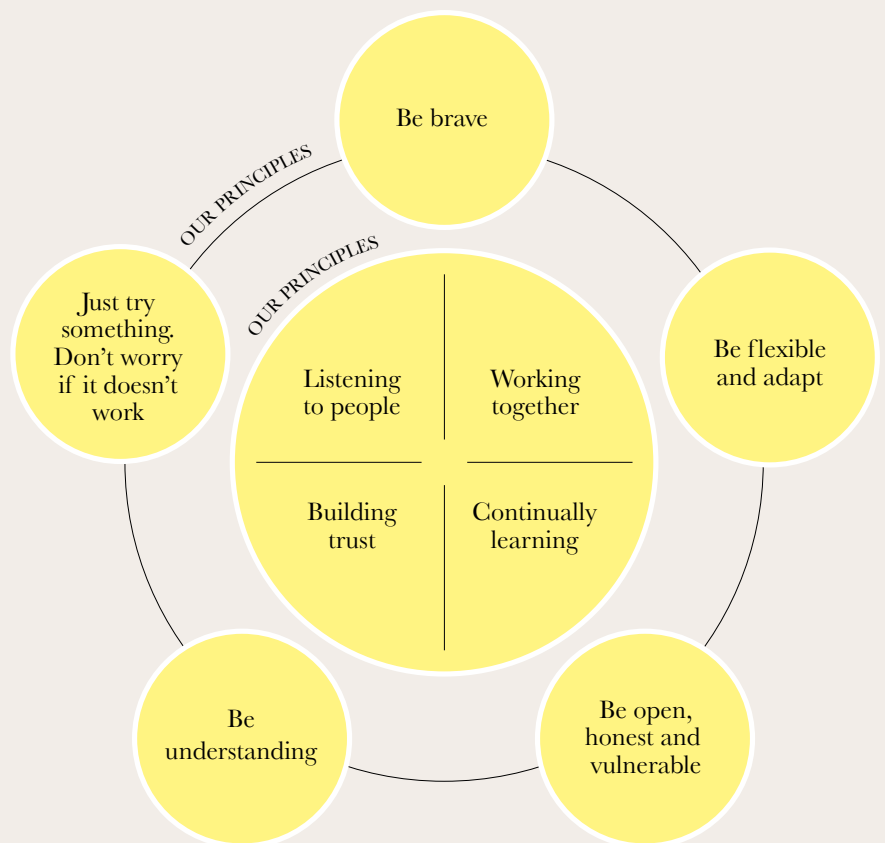 Be brave
OUR PRINCIPLES
OUR PRINCIPLES
Just try
something.
Don’t worry
if it doesn’t
work
Be flexible
and adapt
Listening
to people
Working
together
Building
trust
Continually
learning
Be
understanding
Be open,
honest and
vulnerable